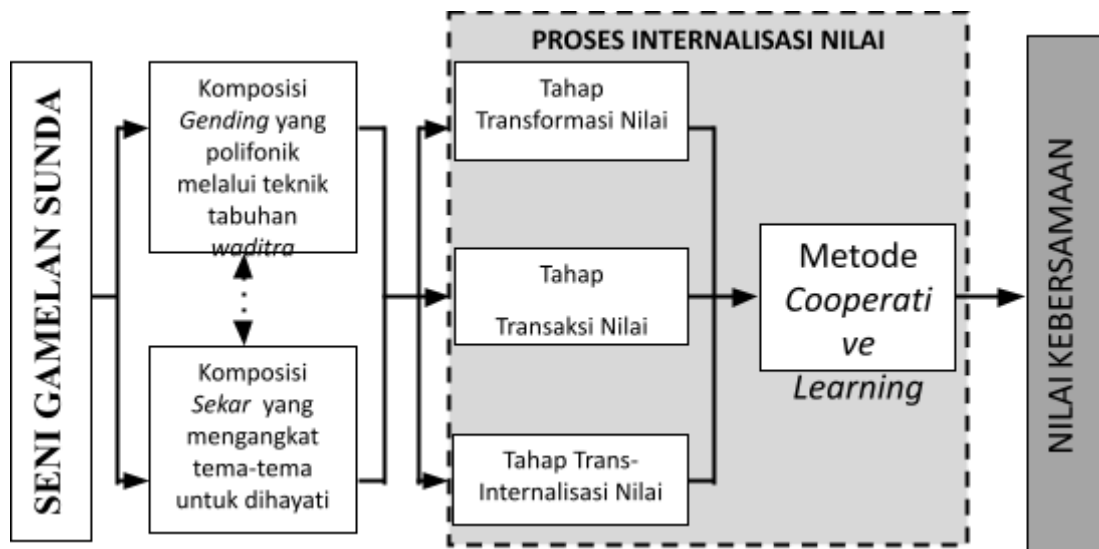 SENI GAMELAN SUNDA
Komposisi
Gending yang
polifonik
melalui teknik
tabuhan
waditra
Komposisi
Sekar yang
mengangkat
tema-tema
untuk dihayati
PROSES INTERNALISASI NILAI
Tahap
Transformasi Nilai
Tahap
Transaksi Nilai
Tahap Trans-
Internalisasi Nilai
Metode
Cooperati
ve
Learning
NILAI KEBERSAMAAN